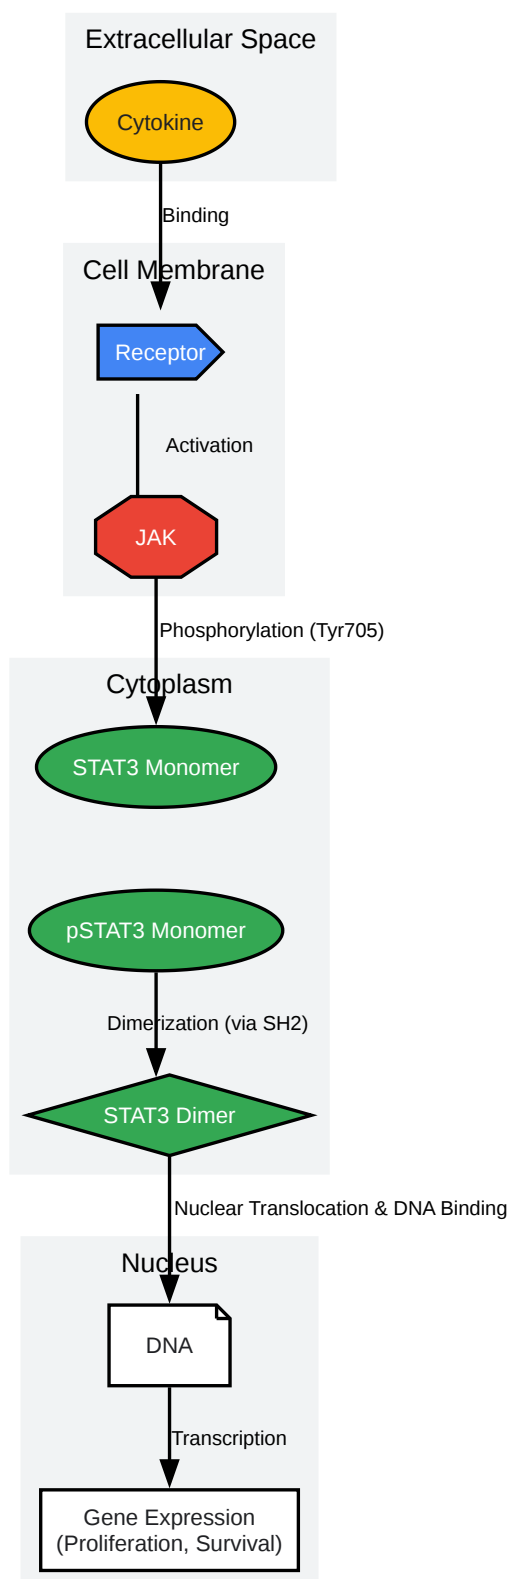 Extracellular Space
Cytokine
Binding
Cell Membrane
Receptor
Activation
JAK
Phosphorylation (Tyr705)
Cytoplasm
STAT3 Monomer
pSTAT3 Monomer
Dimerization (via SH2)
STAT3 Dimer
Nuclear Translocation & DNA Binding
Nucleus
DNA
Transcription
Gene Expression
(Proliferation, Survival)